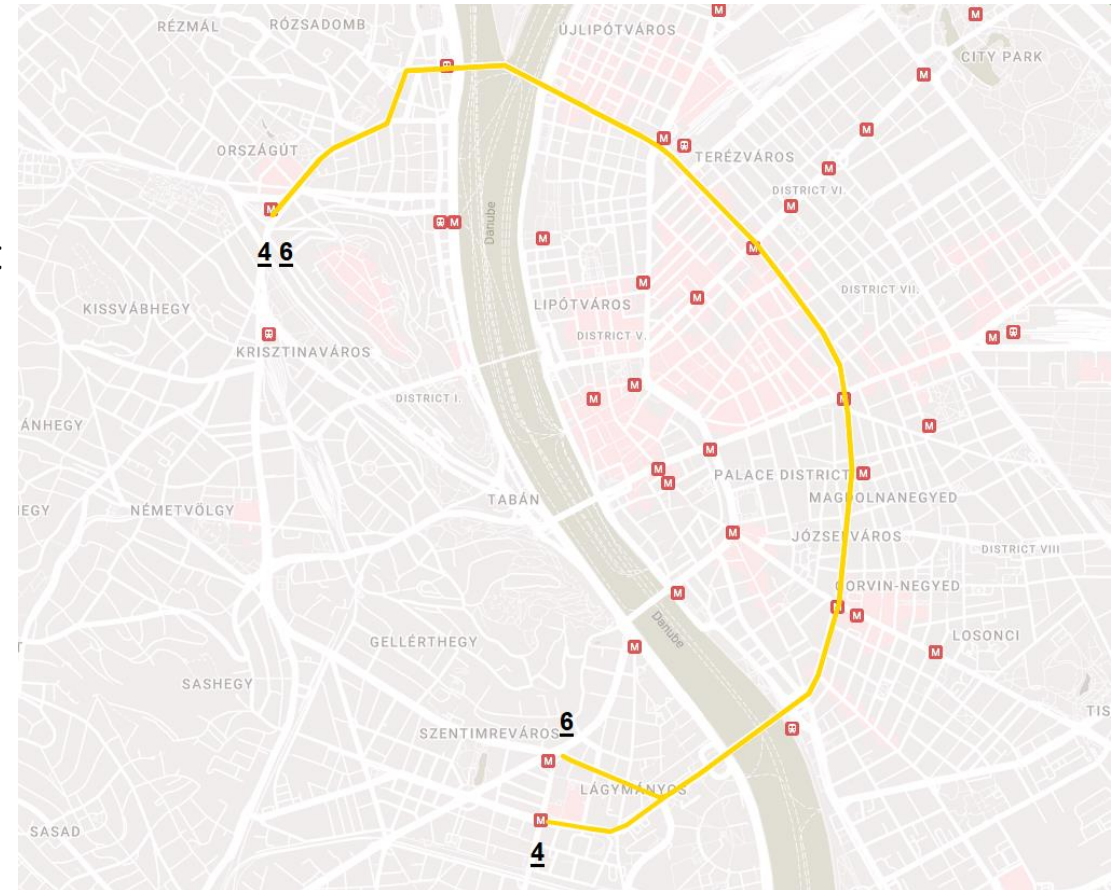 RÉZMÁL
RÓZSADOMB
ÚJLIPÓTVÁROS
CITY PARK
ORSZÁGÚT
TERÉZVÁROS
DISTRICT VI.
Danube
4 6
KISSVÁBHEGY
LIPÓTVÁROS
DISTRICT VII.
DISTRICT V.
KRISZTINAVÁROS
DISTRICT I.
ÁNHEGY
PALACE DISTRICT
TABÁN
MAGDOLNANEGYED
EGY
NÉMETVÖLGY
JÓZSEFVÁROS
DISTRICT VIII
CORVIN-NEGYED
Danube
LOSONCI
GELLÉRTHEGY
SASHEGY
TIS
6
SZENTIMREVÁROS
LÁGYMÁNYOS
SASAD
4